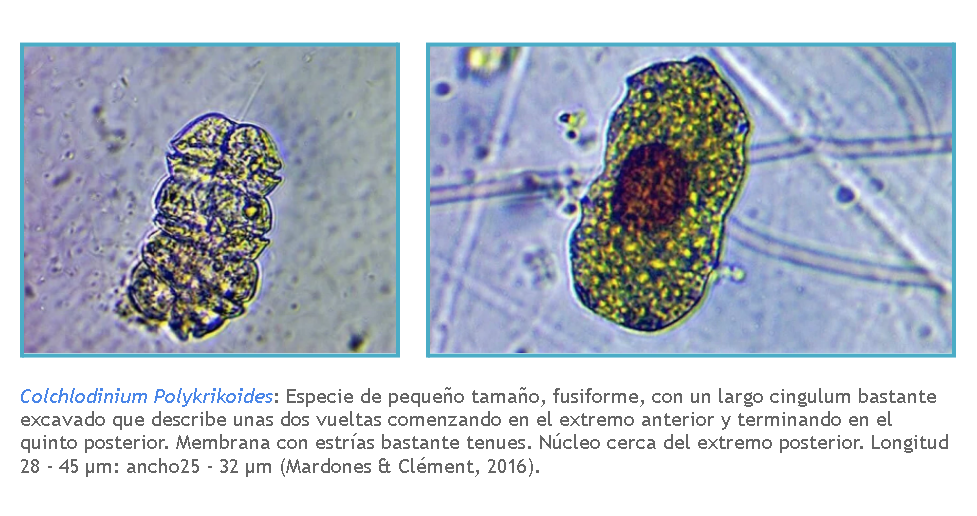 Colchlodinium Polykrikoides: Especie de pequeño tamaño, fusiforme, con un largo cingulum bastante
excavado que describe unas dos vueltas comenzando en el extremo anterior y terminando en el
quinto posterior. Membrana con estrías bastante tenues. Núcleo cerca del extremo posterior. Longitud
28 - 45 µm: ancho25 - 32 µm (Mardones & Clément, 2016).